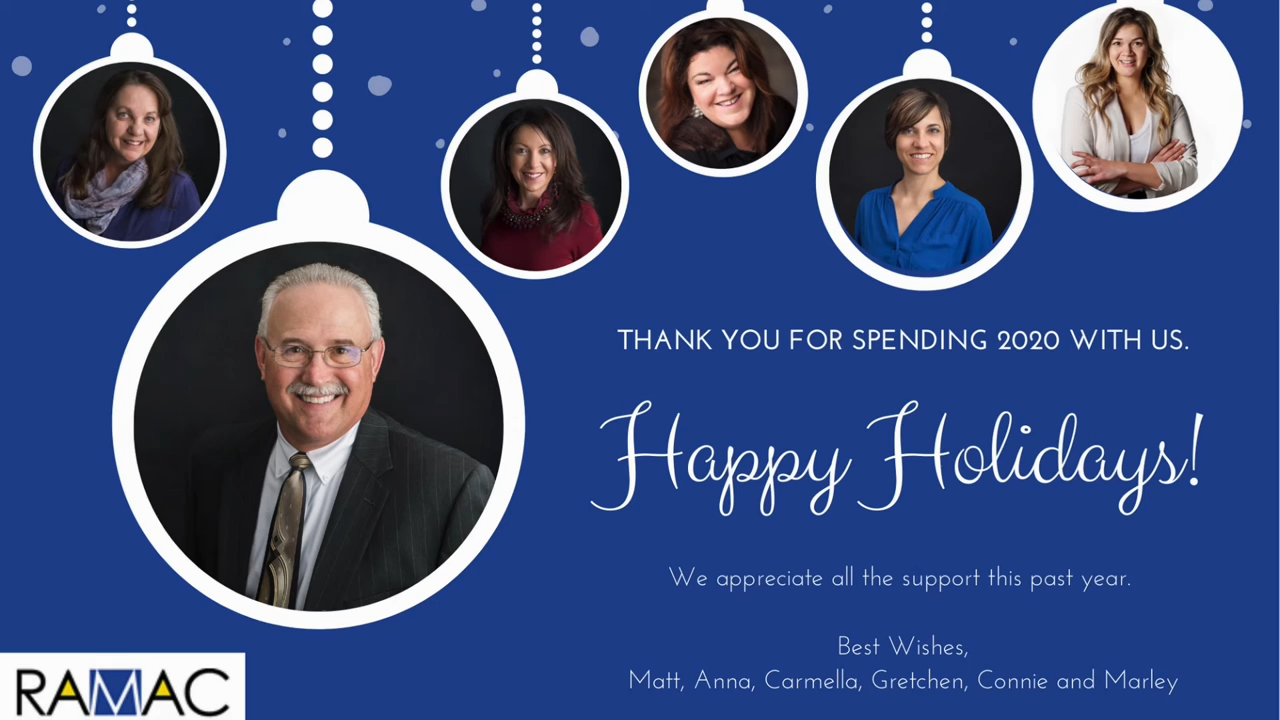 THANK YOU FOR SPENDING 2020 WITH US.
Happy Holidays!
We appreciate all the support this past year.
Best Wishes,
Matt, Anna, Carmella, Gretchen, Connie and Marley
RAMAC